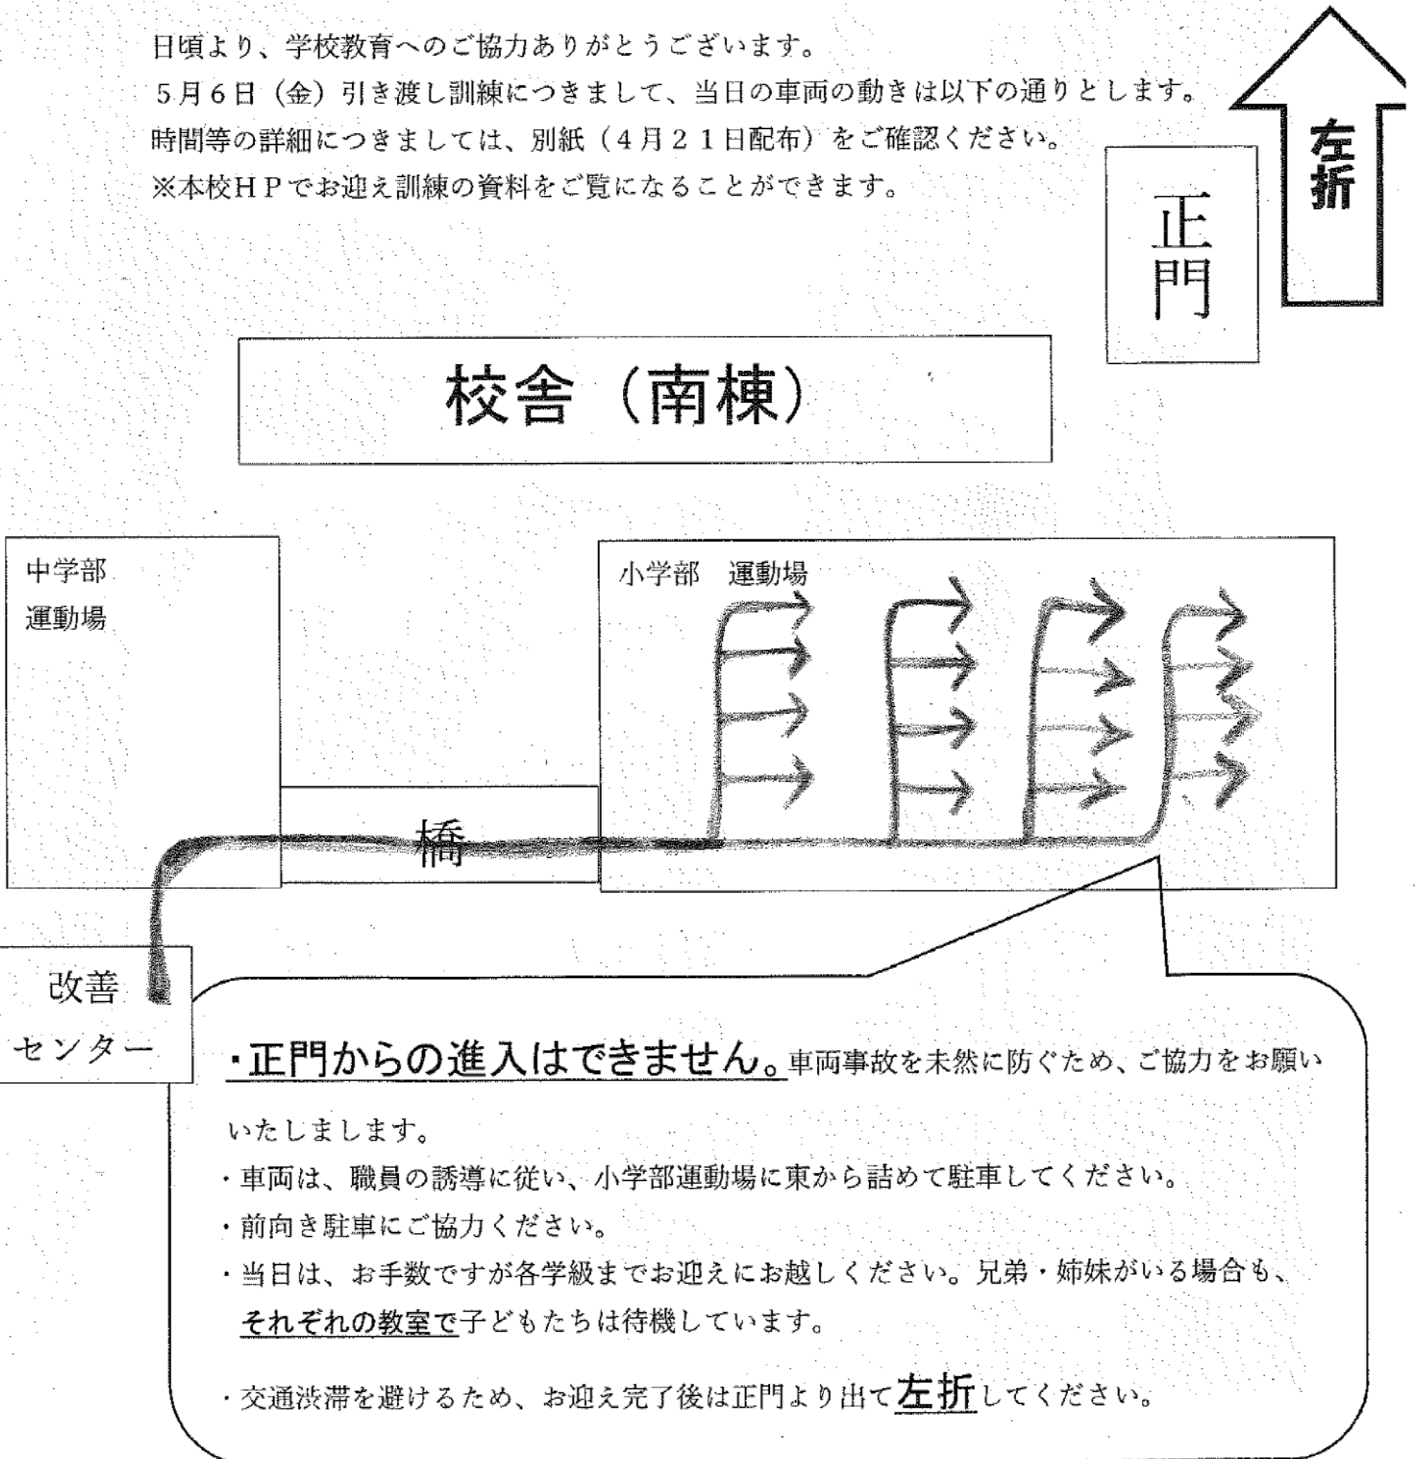 日頃より、学校教育へのご協力ありがとうございます。
５月６日（金）引き渡し訓練につきまして、当日の車両の動きは以下の通りとします。
時間等の詳細につきましては、別紙（４月２１日配布）をご確認ください。
※本校ＨＰでお迎え訓練の資料をご覧になることができます。
左折
正門
校舎（南棟）
中学部
運動場
小学部　運動場
橋
改善
センター
・正門からの進入はできません。車両事故を未然に防ぐため、ご協力をお願い
いたしまします。
・車両は、職員の誘導に従い、小学部運動場に東から詰めて駐車してください。
・前向き駐車にご協力ください。
・当日は、お手数ですが各学級までお迎えにお越しください。兄弟・姉妹がいる場合も、
それぞれの教室で子どもたちは待機しています。
・交通渋滞を避けるため、お迎え完了後は正門より出て左折してください。